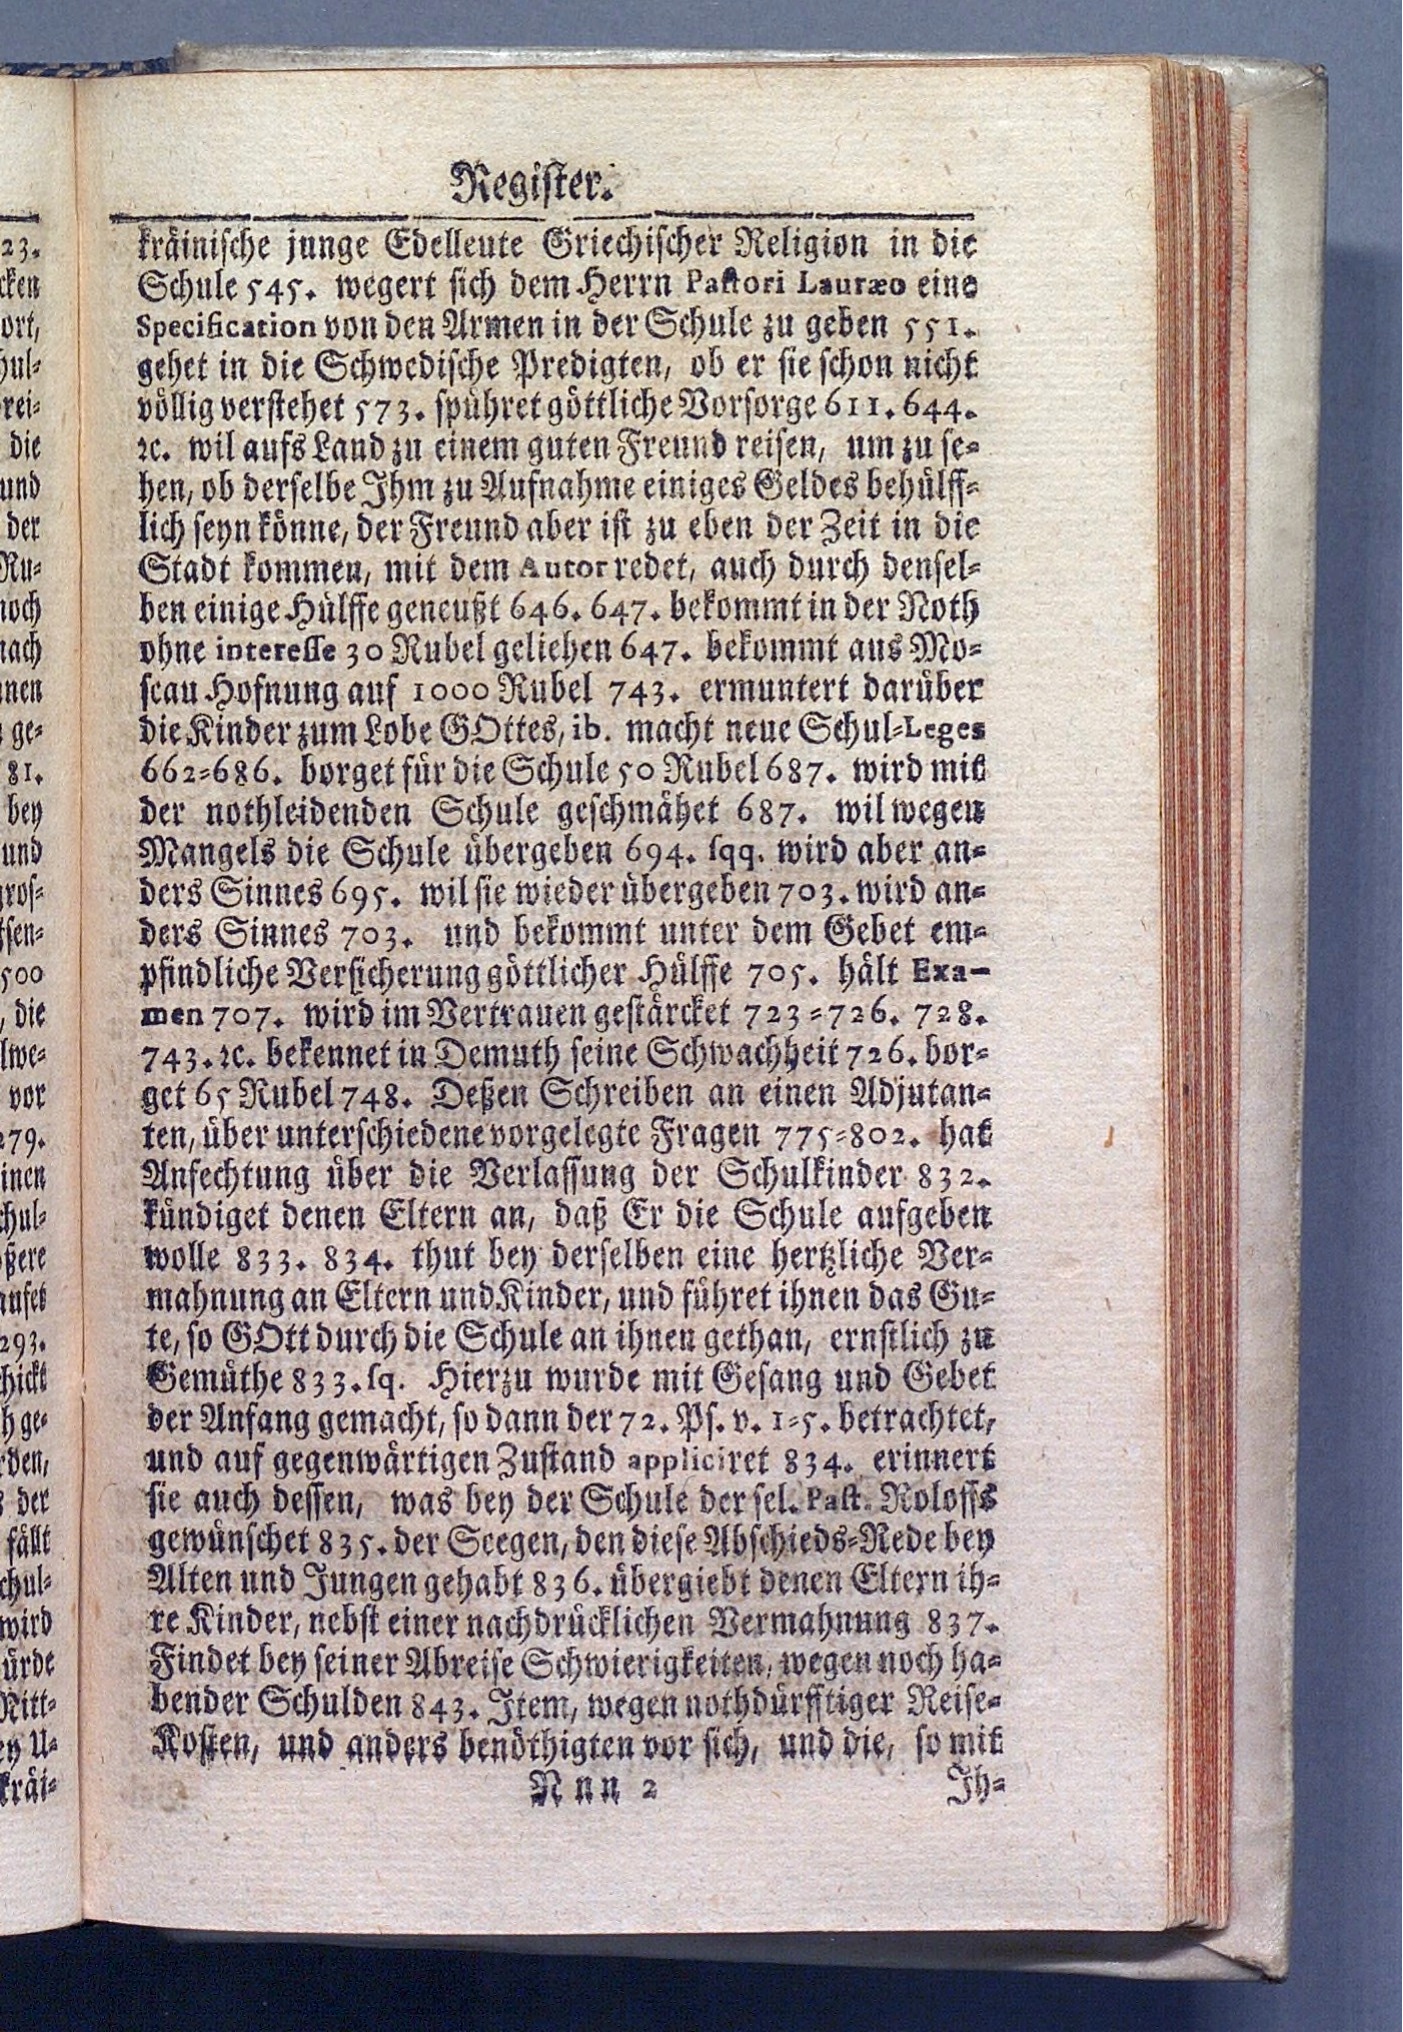 Register.
kräinische junge Edelleute Griechischer Religion in die
Schule 545. wegert sich dem Herrn Pastori Lauræo eine
Specification von den Armen in der Schule zu geben 551.
gehet in die Schwedische Predigten, ob er sie schon nicht
völlig verstehet 573. spühret göttliche Vorsorge 611. 644.
ꝛc. wil aufs Land zu einem guten Freund reisen, um zu se-
hen, ob derselbe Ihm zu Aufnahme einiges Geldes behülff-
lich seyn könne, der Freund aber ist zu eben der Zeit in die
Stadt kommen, mit dem Autor redet, auch durch densel-
ben einige Hülffe geneußt 646. 647. bekommt in der Noth
ohne interesse 30 Rubel geliehen 647. bekommt aus Mo-
scau Hofnung auf 1000 Rubel 743. ermuntert darüber
die Kinder zum Lobe GOttes, ib. macht neue Schul-Leges
662-686. borget für die Schule 50 Rubel 687. wird mit
der nothleidenden Schule geschmähet 687. wil wegen
Mangels die Schule übergeben 694. sqq. wird aber an-
ders Sinnes 695. wil sie wieder übergeben 703. wird an-
ders Sinnes 703. und bekommt unter dem Gebet em-
pfindliche Versicherung göttlicher Hülffe 705. hält Exa-
men 707. wird im Vertrauen gestärcket 723-726. 728.
743. ꝛc. bekennet in Demuth seine Schwachheit 726. bor-
get 65 Rubel 748. Deßen Schreiben an einen Adjutan-
ten, über unterschiedene vorgelegte Fragen 775-802. hat
Anfechtung über die Verlassung der Schulkinder 832.
kündiget denen Eltern an, daß Er die Schule aufgeben
wolle 833. 834. thut bey derselben eine hertzliche Ver-
mahnung an Eltern und Kinder, und führet ihnen das Gu-
te, so GOtt durch die Schule an ihnen gethan, ernstlich zu
Gemüthe 833. sq. Hierzu wurde mit Gesang und Gebet
der Anfang gemacht, so dann der 72. Ps. v. 1-5. betrachtet,
und auf gegenwärtigen Zustand appliciret 834. erinnert
sie auch dessen, was bey der Schule der sel. Past. Roloffs
gewünschet 835. der Seegen, den diese Abschieds-Rede bey
Alten und Jungen gehabt 836. übergiebt denen Eltern ih-
re Kinder, nebst einer nachdrücklichen Vermahnung 837.
Findet bey seiner Abreise Schwierigkeiten, wegen noch ha-
bender Schulden 843. Item, wegen nothdürfftiger Reise-
Kosten, und anders benöthigten vor sich, und die, so mit
Nnn 2 Ih-